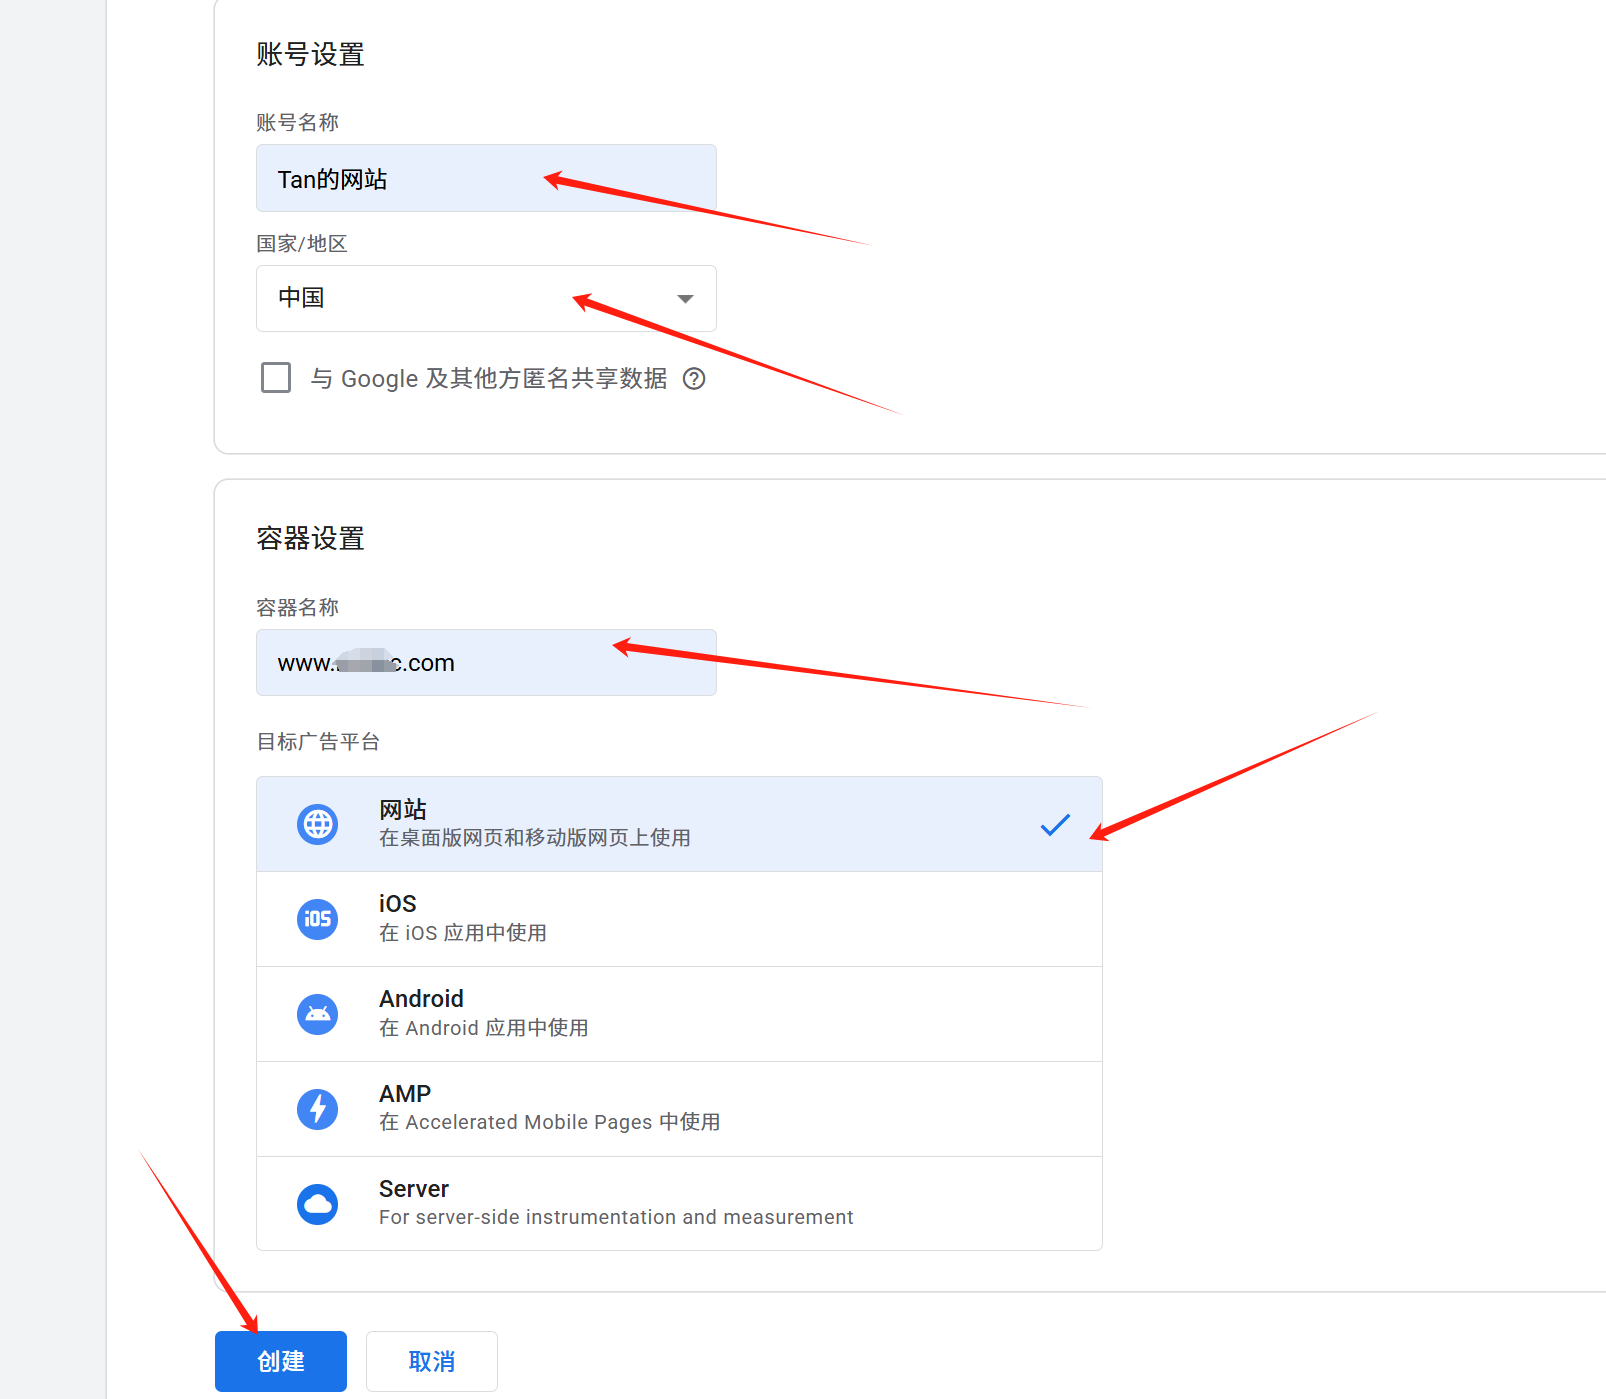 账号设置
账号名称
Tan的网站
国家/地区
中国
与 Google 及其他方匿名共享数据
容器设置
容器名称
www.c.com
目标广告平台
网站
在桌面版网页和移动版网页上使用
iOS
iOS
在 iOS 应用中使用
Android
在 Android 应用中使用
AMP
在 Accelerated Mobile Pages 中使用
Server
For server-side instrumentation and measurement
创建 取消